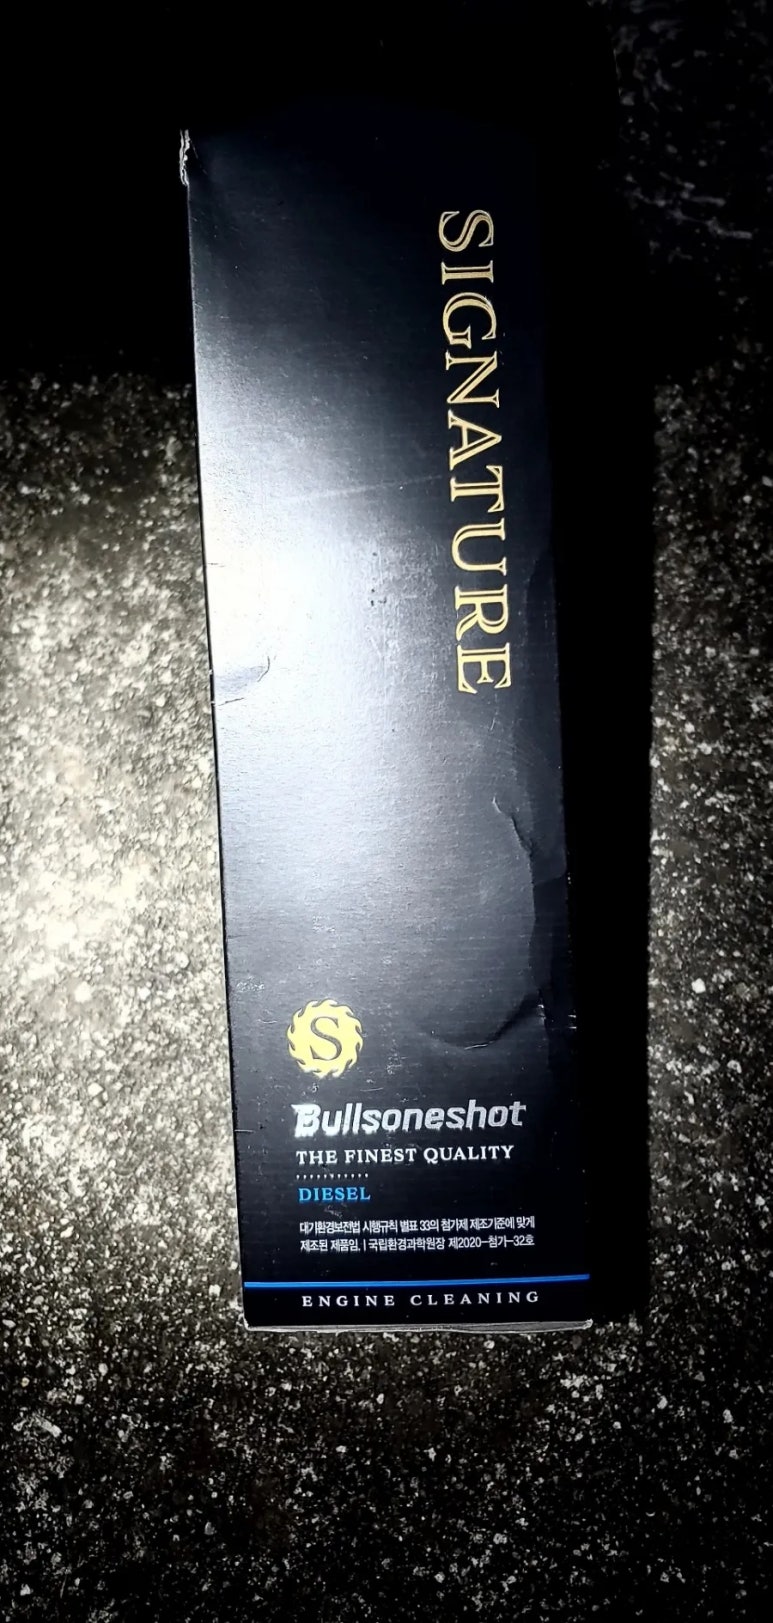 SIGNATURE
S
Bullsoneshot
THE FINEST QUALITY
DIESEL
대기환경보전법 시행규칙 별표 33의 첨가제 제조기준에 맞게
제조된 제품임. | 국립환경과학원장 제2020-첨가-32호
ENGINE CLEANING